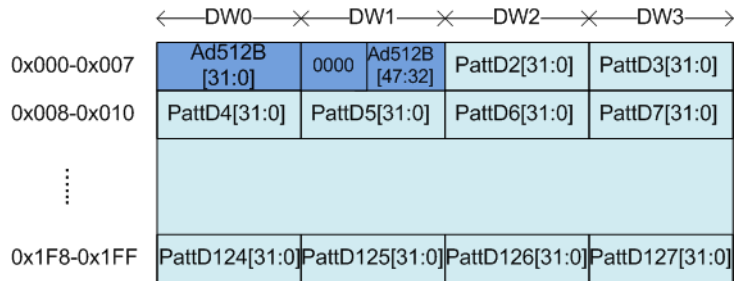 DW0 DW1 DW2 DW3
0x000-0x007 Ad512B [31:0] 0000 Ad512B [47:32] PattD2[31:0] PattD3[31:0]
0x008-0x010 PattD4[31:0] PattD5[31:0] PattD6[31:0] PattD7[31:0]
0x1F8-0x1FF PattD124[31:0] PattD125[31:0] PattD126[31:0] PattD127[31:0]